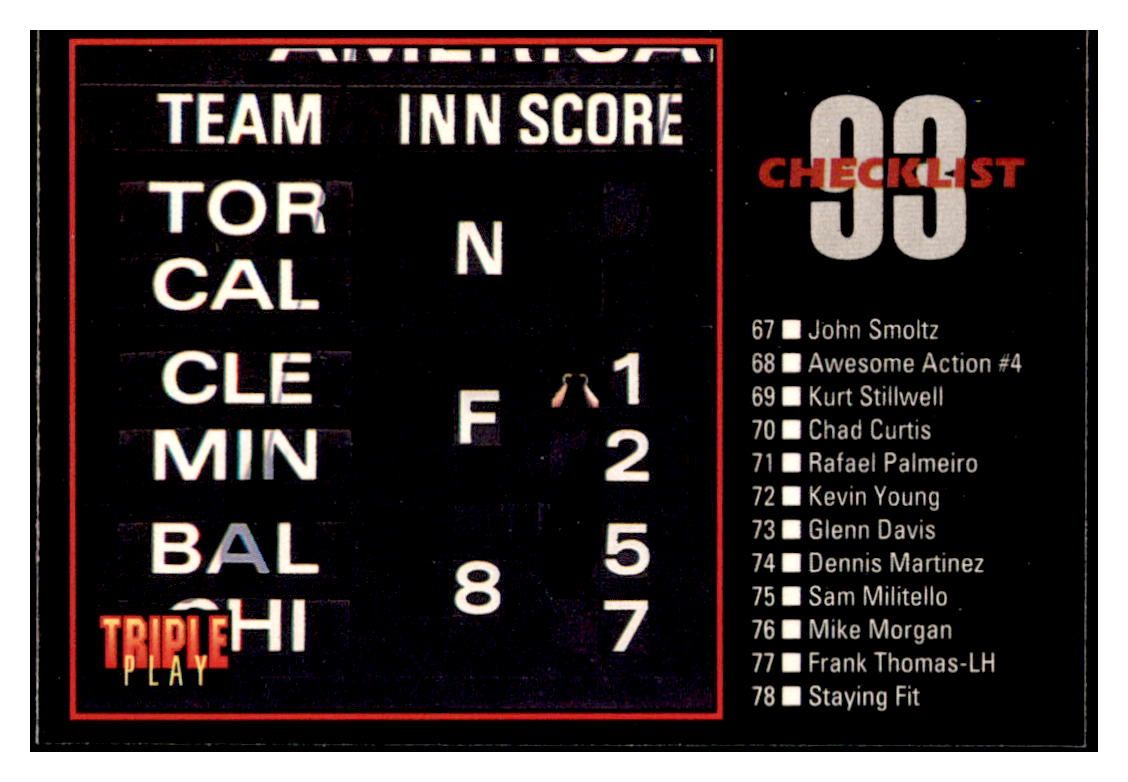 AMERICA
TEAM INN SCORE
TOR
N
CAL
CLE 1
F
MIN 2
BAL 5
8
CHI 7
TRIPLE
PLAY
93
CHECKLIST
67 John Smoltz
68 Awesome Action #4
69 Kurt Stillwell
70 Chad Curtis
71 Rafael Palmeiro
72 Kevin Young
73 Glenn Davis
74 Dennis Martinez
75 Sam Militello
76 Mike Morgan
77 Frank Thomas-LH
78 Staying Fit